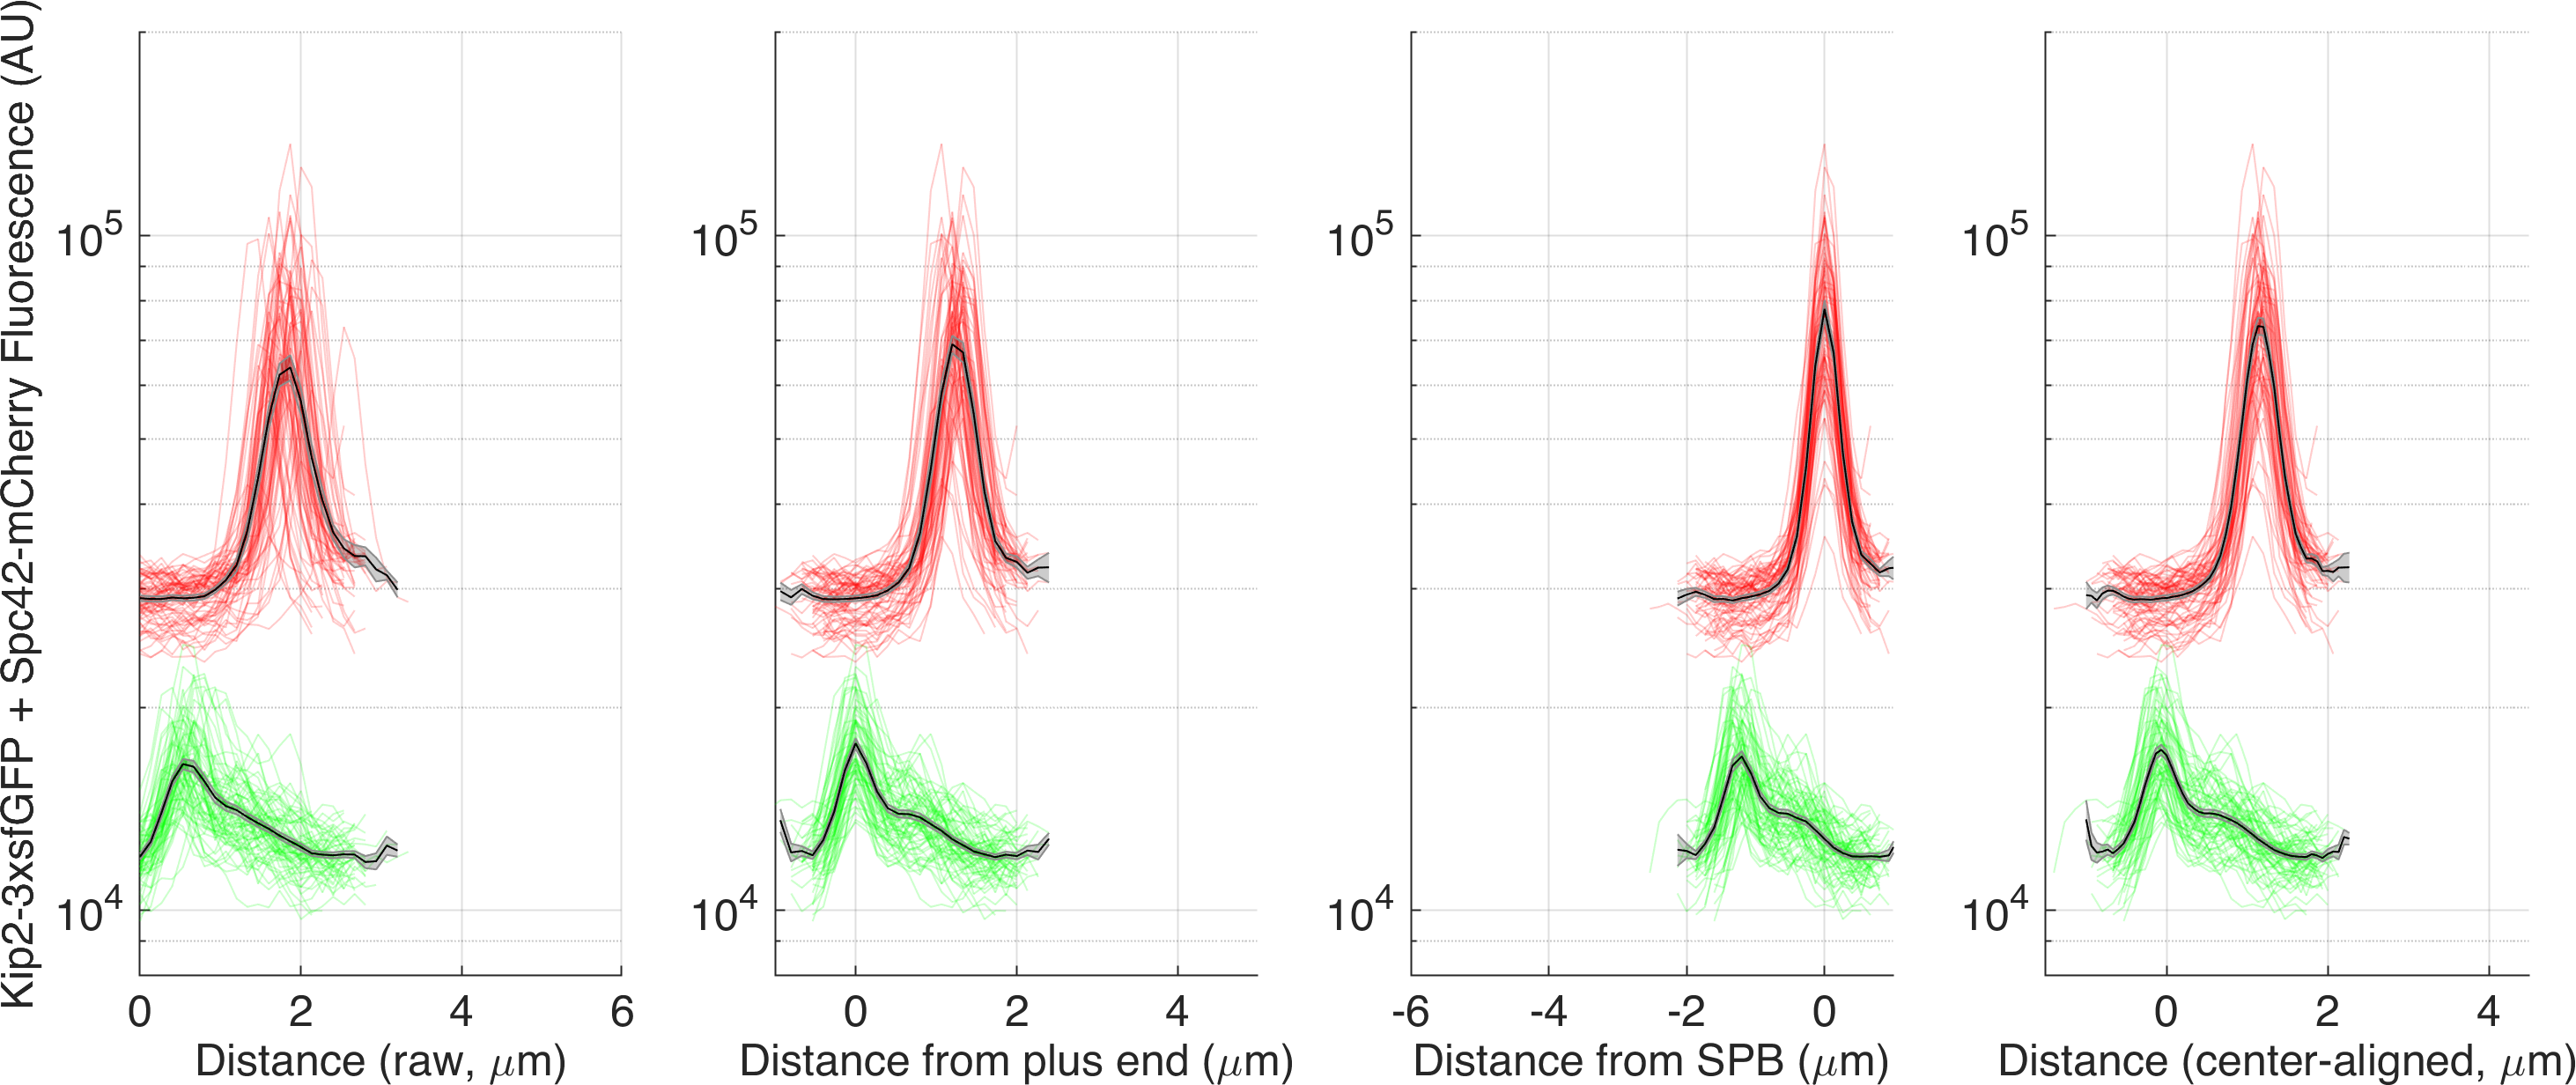 Kip2-3xsfGFP + Spc42-mCherry Fluorescence (AU)
10^5
10^4
0 2 4 6
Distance (raw, μm)
10^5
10^4
0 2 4
Distance from plus end (μm)
10^5
10^4
-6 -4 -2 0
Distance from SPB (μm)
10^5
10^4
0 2 4
Distance (center-aligned, μm)